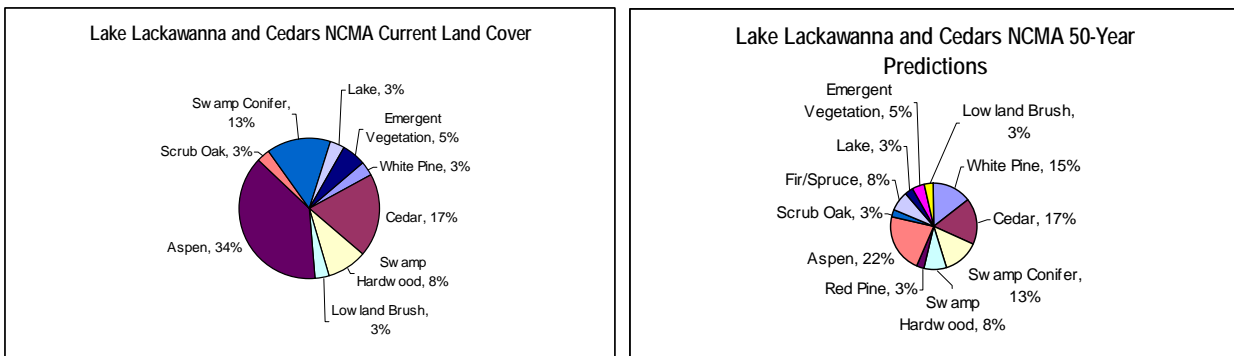 Lake Lackawanna and Cedars NCMA Current Land Cover
Lake, 3%
Swamp Conifer,
13%
Emergent
Vegetation, 5%
Scrub Oak, 3%
White Pine, 3%
Cedar, 17%
Aspen, 34%
Swamp
Hardwood, 8%
Lowland Brush,
3%
Lake Lackawanna and Cedars NCMA 50-Year
Predictions
Emergent
Vegetation, 5%
Lowland Brush,
3%
Lake, 3%
White Pine, 15%
Fir/Spruce, 8%
Scrub Oak, 3%
Cedar, 17%
Aspen, 22%
Red Pine, 3%
Swamp Conifer,
13%
Swamp
Hardwood, 8%